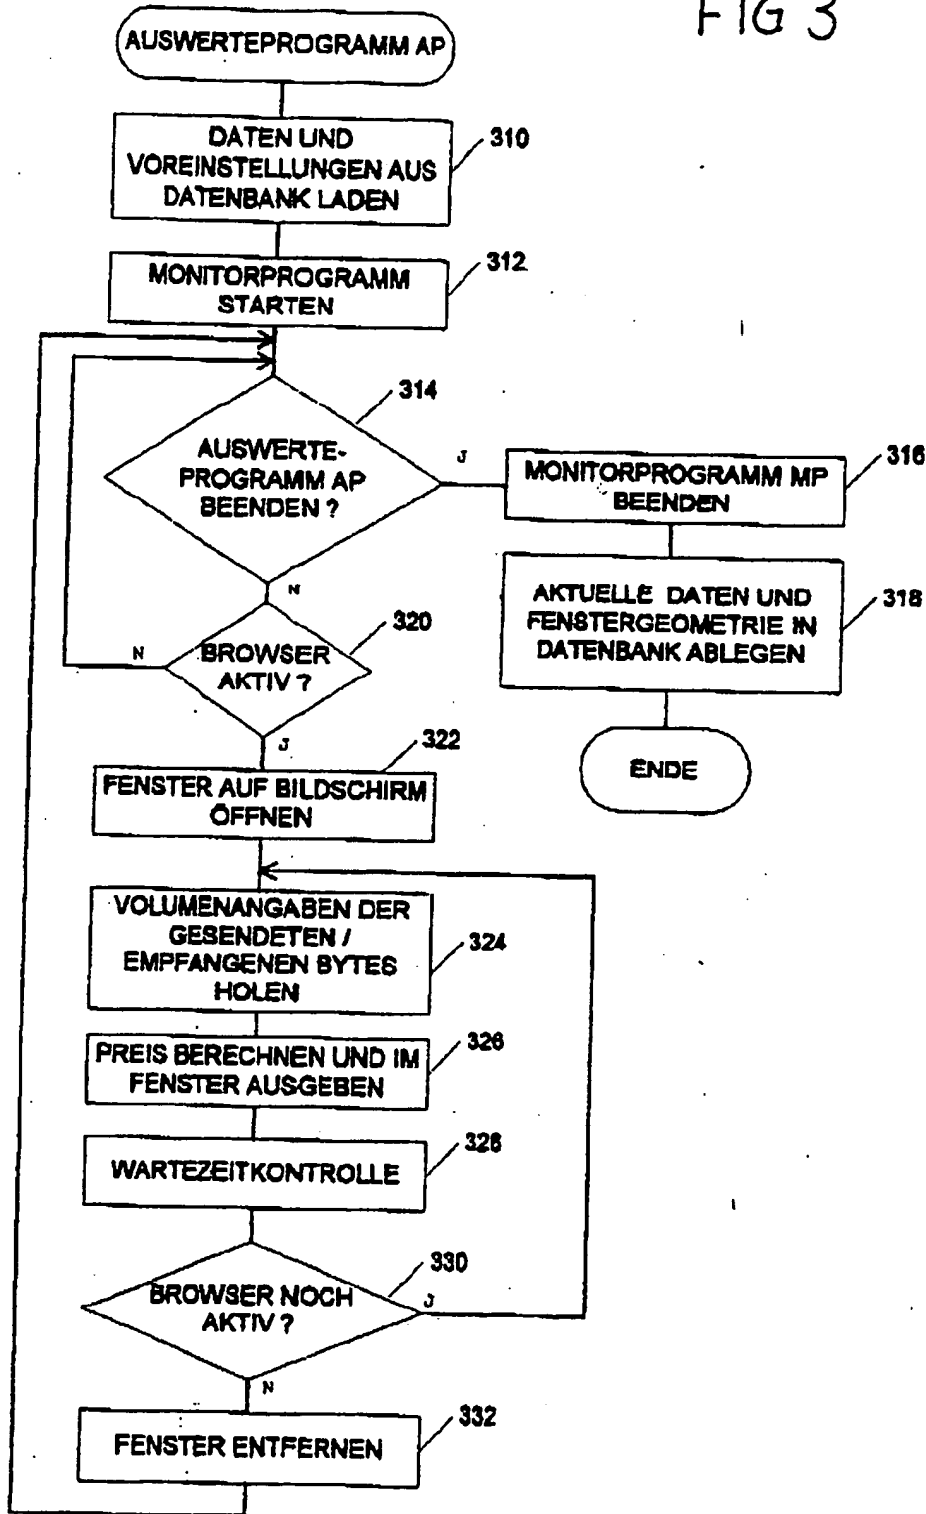 FIG 3
AUSWERTEPROGRAMM AP
DATEN UND
VOREINSTELLUNGEN AUS
DATENBANK LADEN
310
MONITORPROGRAMM
STARTEN
312
314
AUSWERTE-
PROGRAMM AP
BEENDEN ?
J
N
MONITORPROGRAMM MP
BEENDEN
316
AKTUELLE DATEN UND
FENSTERGEOMETRIE IN
DATENBANK ABLEGEN
318
ENDE
320
BROWSER
AKTIV ?
N
J
322
FENSTER AUF BILDSCHIRM
ÖFFNEN
VOLUMENANGABEN DER
GESENDETEN /
EMPFANGENEN BYTES
HOLEN
324
PREIS BERECHNEN UND IM
FENSTER AUSGEBEN
326
WARTEZEITKONTROLLE
328
330
BROWSER NOCH
AKTIV ?
J
N
FENSTER ENTFERNEN
332